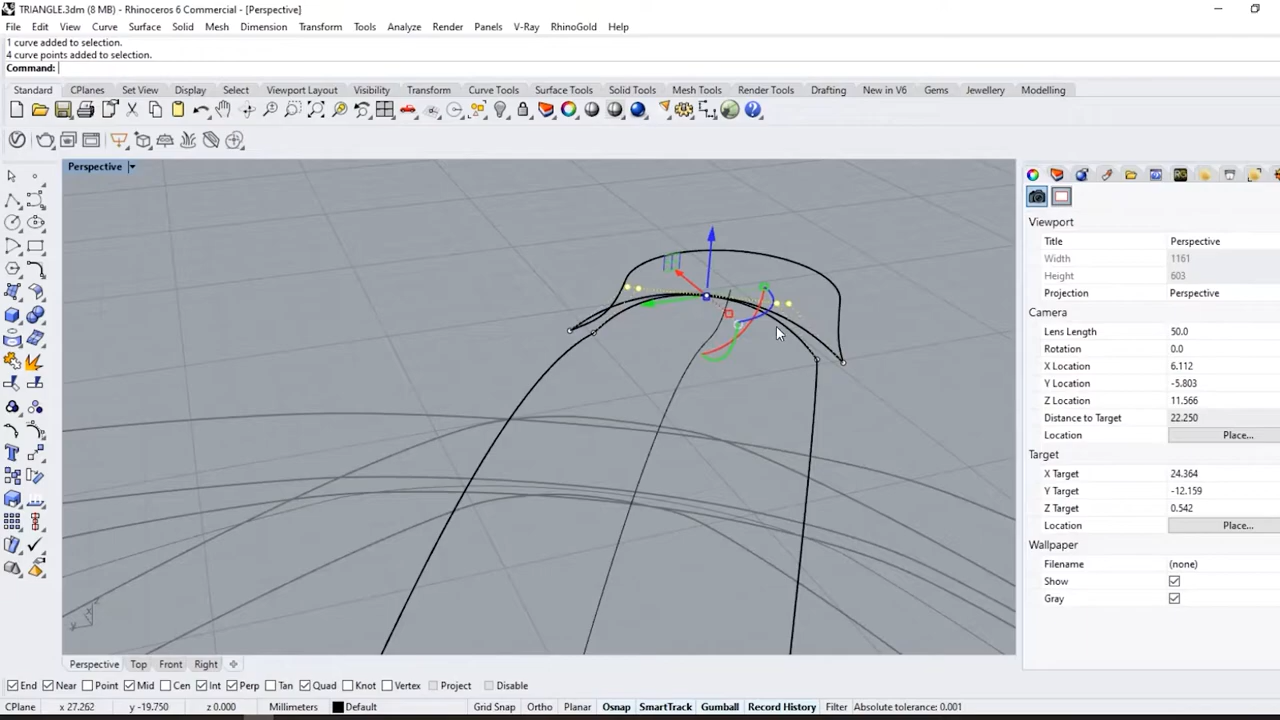 TRIANGLE.3dm (8 MB) - Rhinoceros 6 Commercial - [Perspective]
File Edit View Curve Surface Solid Mesh Dimension Transform Tools Analyze Render Panels V-Ray RhinoGold Help
1 curve added to selection.
4 curve points added to selection.
Command:
Standard CPlanes Set View Display Select Viewport Layout Visibility Transform Curve Tools Surface Tools Solid Tools Mesh Tools Render Tools Drafting New in V6 Gems Jewellery Modelling
Perspective
Viewport
Title Perspective
Width 1161
Height 603
Projection Perspective
Camera
Lens Length 50.0
Rotation 0.0
X Location 6.112
Y Location -5.803
Z Location 11.566
Distance to Target 22.250
Location Place...
Target
X Target 24.364
Y Target -12.159
Z Target 0.542
Location Place...
Wallpaper
Filename (none)
Show
Gray
z
x
y
Perspective Top Front Right
End Near Point Mid Cen Int Perp Tan Quad Knot Vertex Project Disable
CPlane x 27.262 y -19.750 z 0.000 Millimeters Default Grid Snap Ortho Planar Osnap SmartTrack Gumball Record History Filter Absolute tolerance: 0.001